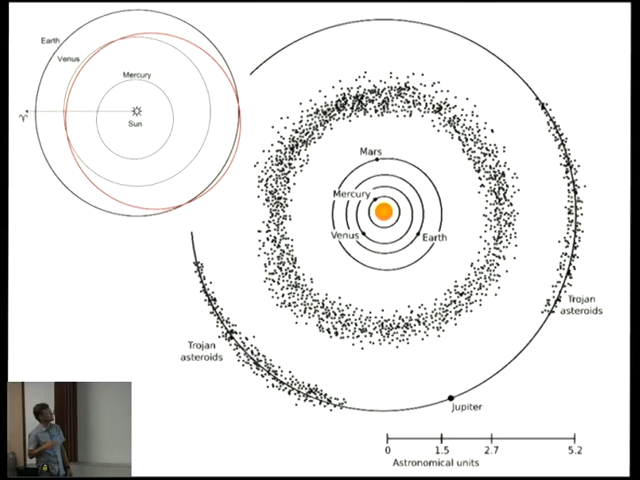 Earth
Venus
Mercury
♈
Sun
Mars
Mercury
Venus
Earth
Trojan
asteroids
Trojan
asteroids
Jupiter
0 1.5 2.7 5.2
Astronomical units